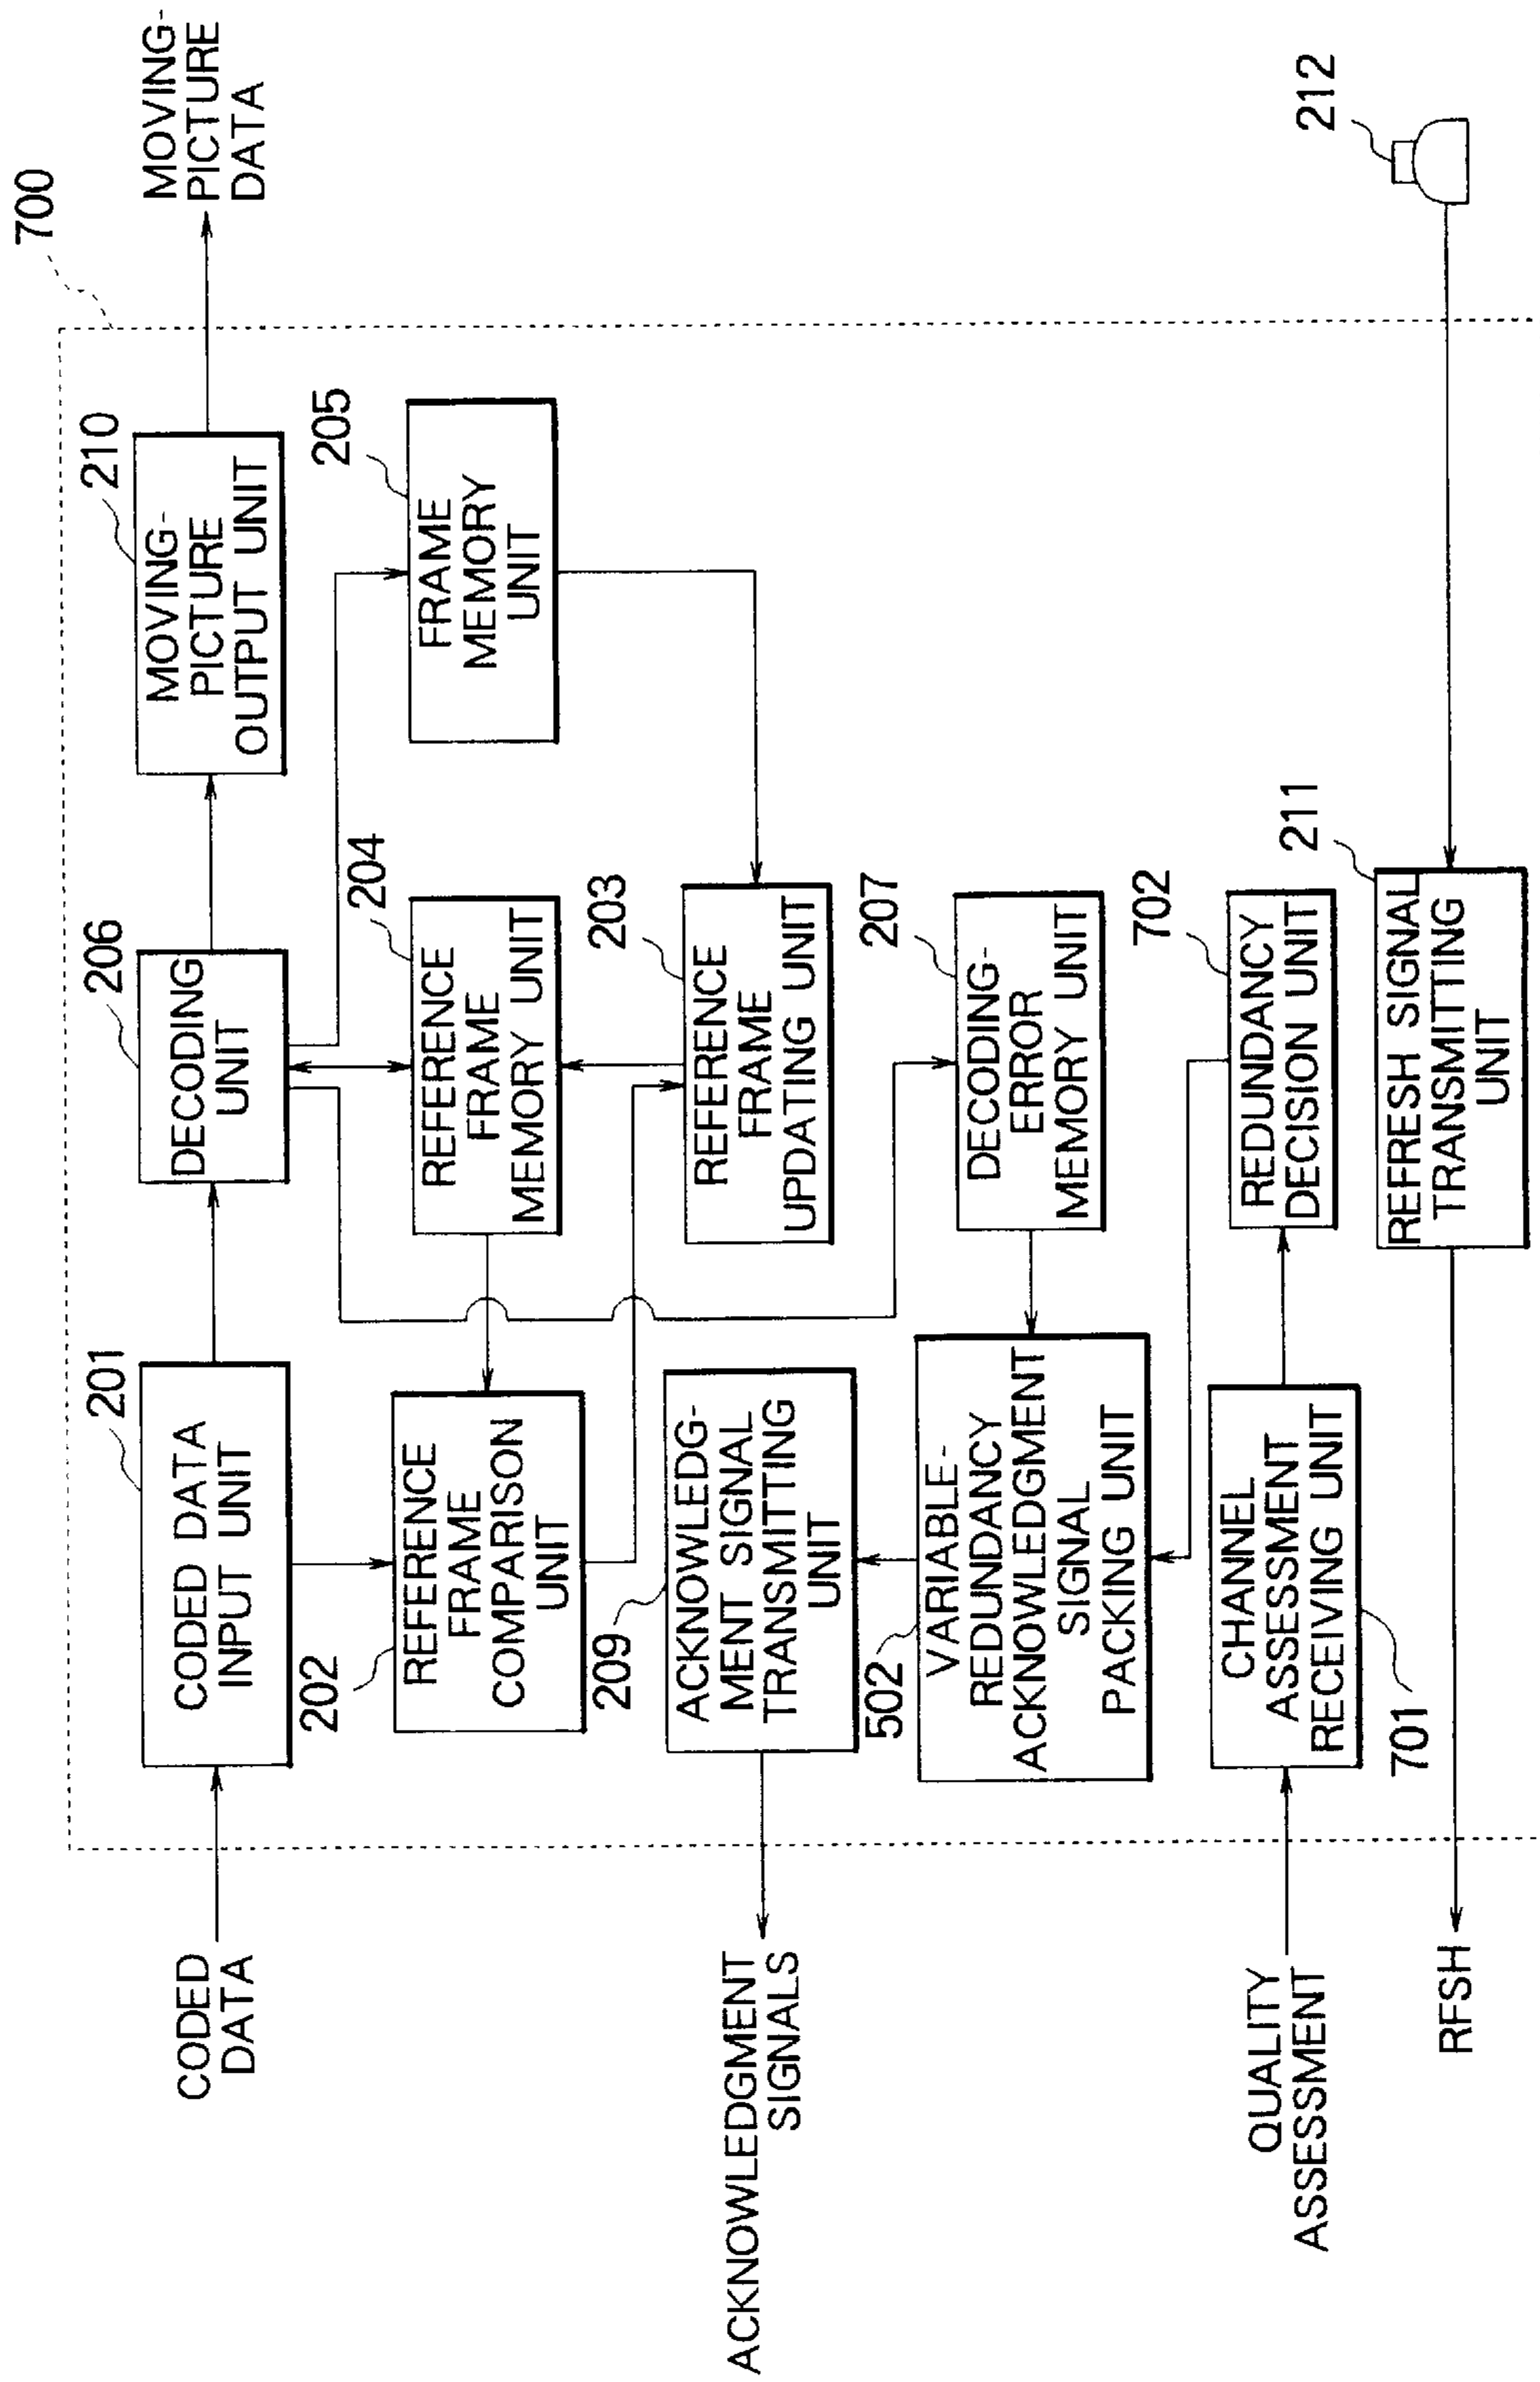 700
MOVING-
PICTURE
DATA
CODED
DATA
201
CODED DATA
INPUT UNIT
206
DECODING
UNIT
210
MOVING-
PICTURE
OUTPUT UNIT
202
REFERENCE
FRAME
COMPARISON
UNIT
204
REFERENCE
FRAME
MEMORY UNIT
205
FRAME
MEMORY
UNIT
209
ACKNOWLEDG-
MENT SIGNAL
TRANSMITTING
UNIT
203
REFERENCE
FRAME
UPDATING UNIT
ACKNOWLEDGMENT
SIGNALS
502
VARIABLE-
REDUNDANCY
ACKNOWLEDGMENT
SIGNAL
PACKING UNIT
207
DECODING-
ERROR
MEMORY UNIT
QUALITY
ASSESSMENT
CHANNEL
ASSESSMENT
RECEIVING UNIT
701
702
REDUNDANCY
DECISION UNIT
RFSH
211
REFRESH SIGNAL
TRANSMITTING
UNIT
212